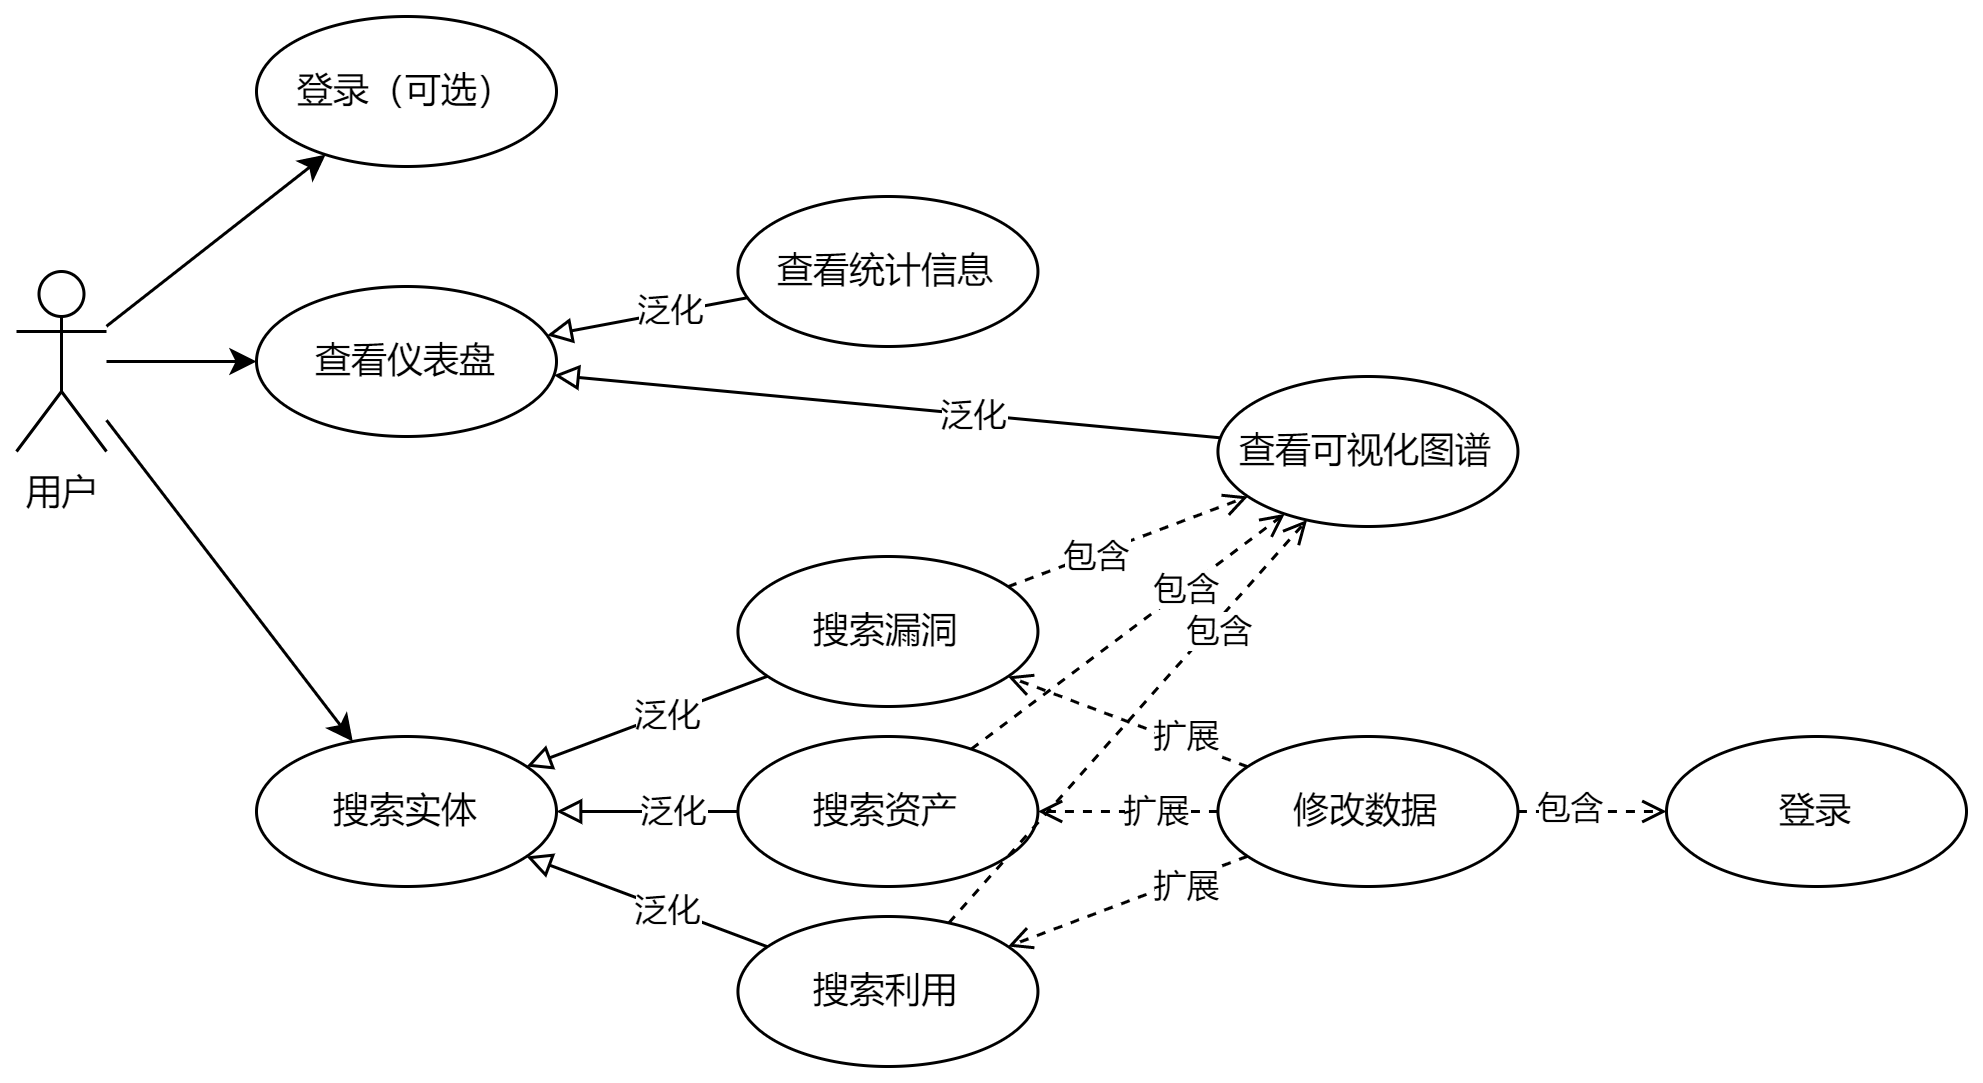 登录（可选）
查看统计信息
泛化
查看仪表盘
泛化
查看可视化图谱
用户
包含
包含
包含
搜索漏洞
泛化
扩展
搜索实体
泛化
搜索资产
扩展
修改数据
包含
登录
扩展
泛化
搜索利用